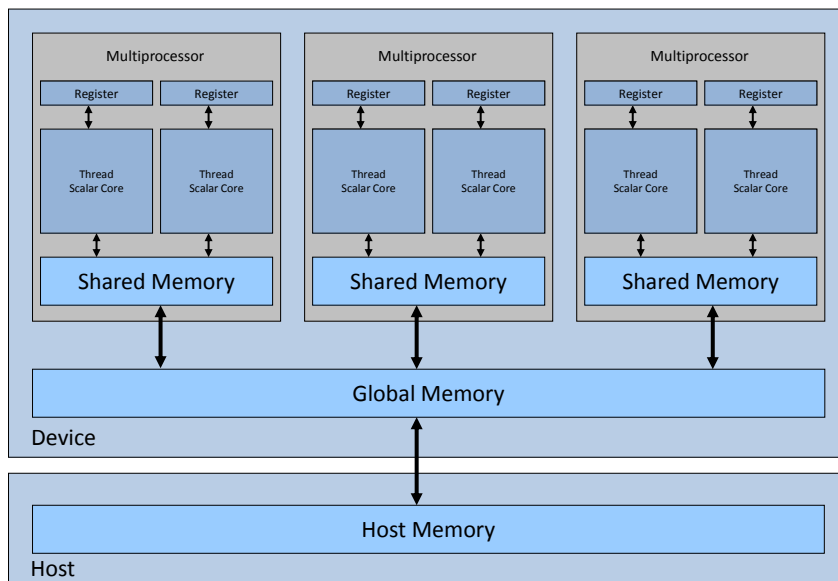 Multiprocessor
Multiprocessor
Multiprocessor
Register
Register
Register
Register
Register
Register
Thread
Scalar Core
Thread
Scalar Core
Thread
Scalar Core
Thread
Scalar Core
Thread
Scalar Core
Thread
Scalar Core
Shared Memory
Shared Memory
Shared Memory
Global Memory
Device
Host Memory
Host